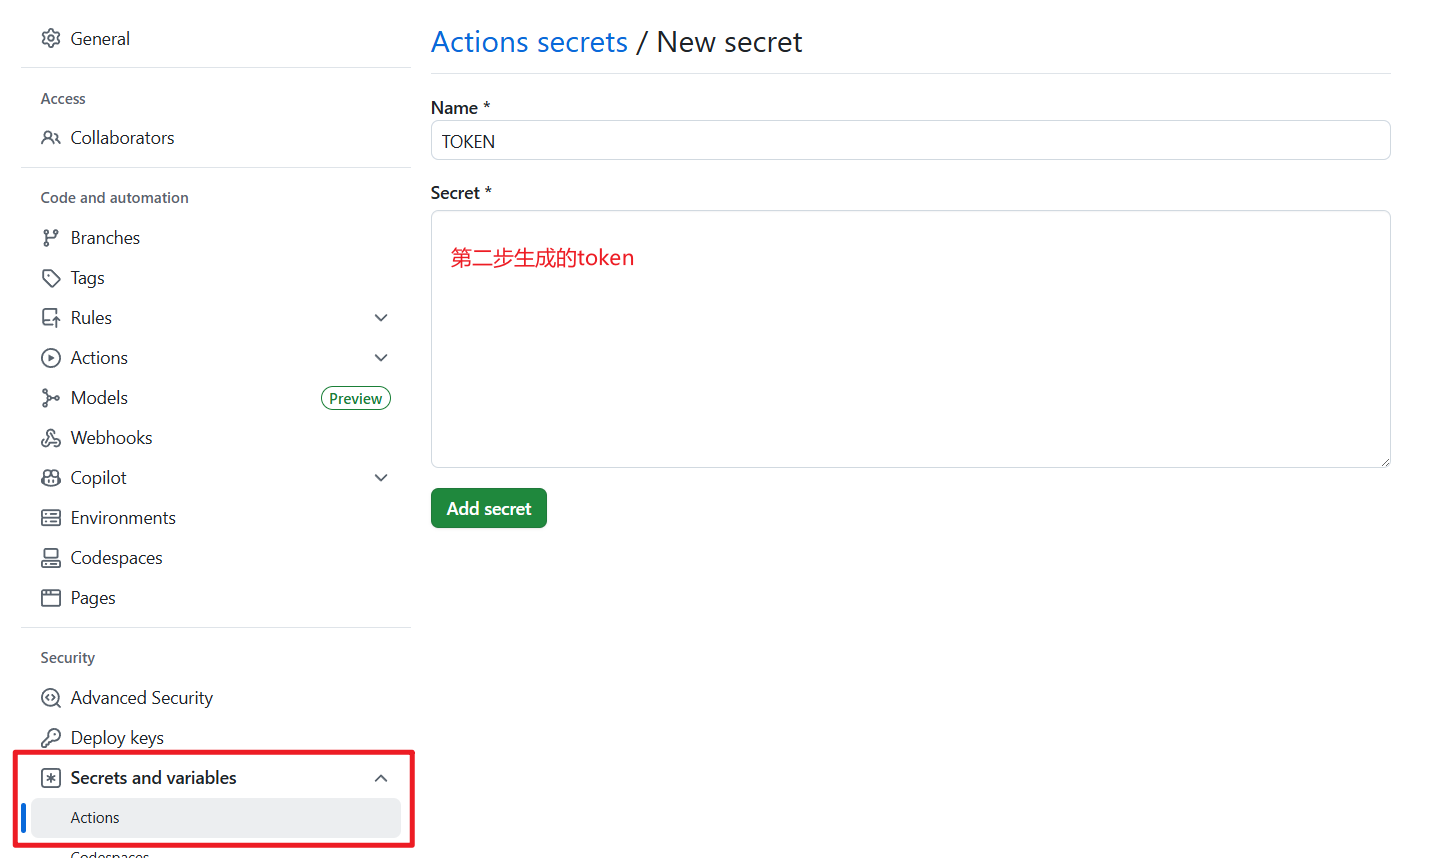 General
Access
Collaborators
Code and automation
Branches
Tags
Rules
Actions
Models Preview
Webhooks
Copilot
Environments
Codespaces
Pages
Security
Advanced Security
Deploy keys
Secrets and variables
Actions
Codespaces
Actions secrets / New secret
Name *
TOKEN
Secret *
第二步生成的token
Add secret